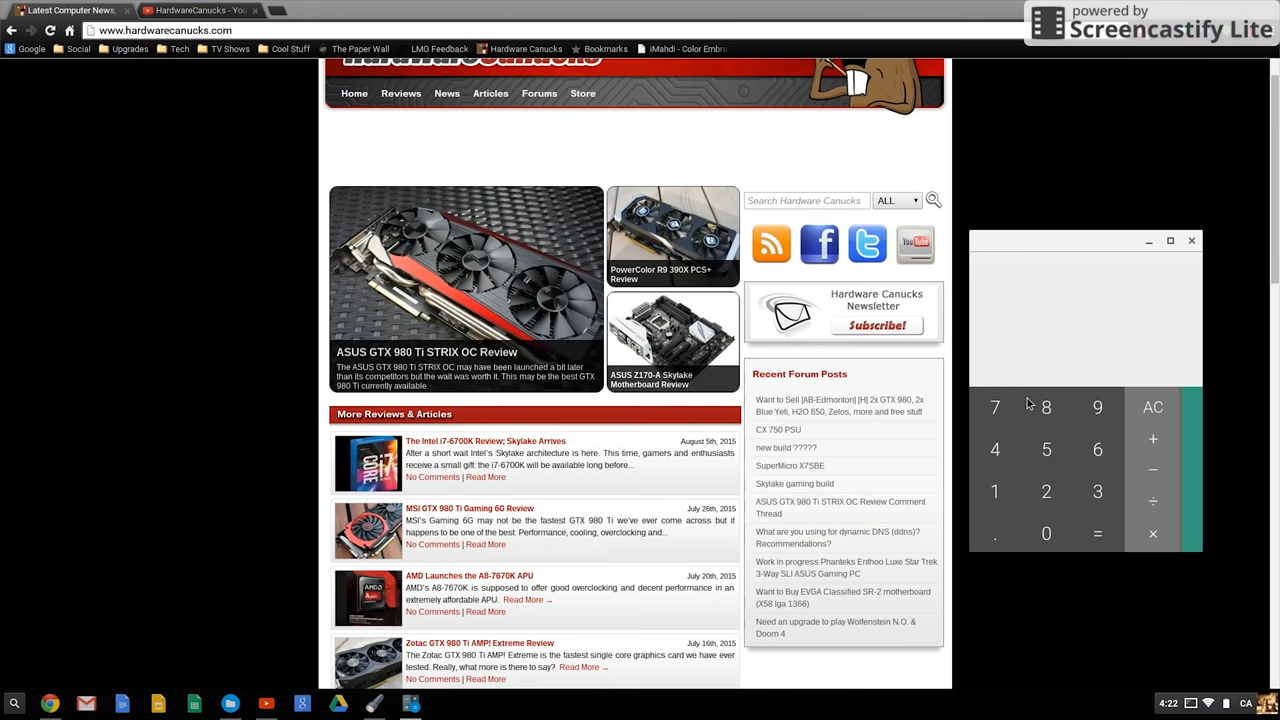 Latest Computer News,
HardwareCanucks - You
powered by
Screencastify Lite
www.hardwarecanucks.com
Google
Social
Upgrades
Tech
TV Shows
Cool Stuff
The Paper Wall
LMG Feedback
Hardware Canucks
Bookmarks
iMahdi - Color Embra
HardwareCanucks
Home
Reviews
News
Articles
Forums
Store
ASUS GTX 980 Ti STRIX OC Review
The ASUS GTX 980 Ti STRIX OC may have been launched a bit later
than its competitors but the wait was worth it. This may be the best GTX
980 Ti currently available.
PowerColor R9 390X PCS+
Review
ASUS Z170-A Skylake
Motherboard Review
Search Hardware Canucks
ALL
YouTube
Hardware Canucks
Newsletter
Subscribe!
More Reviews & Articles
The Intel i7-6700K Review; Skylake Arrives
August 5th, 2015
After a short wait Intel's Skylake architecture is here. This time, gamers and enthusiasts
receive a small gift: the i7-6700K will be available long before...
No Comments | Read More
MSI GTX 980 Ti Gaming 6G Review
July 26th, 2015
MSI's Gaming 6G may not be the fastest GTX 980 Ti we've ever come across but it
happens to be one of the best. Performance, cooling, overclocking and...
No Comments | Read More
AMD Launches the A8-7670K APU
July 20th, 2015
AMD's A8-7670K is supposed to offer good overclocking and decent performance in an
extremely affordable APU. Read More →
No Comments | Read More
Zotac GTX 980 Ti AMP! Extreme Review
July 16th, 2015
The Zotac GTX 980 Ti AMP! Extreme is the fastest single core graphics card we have ever
tested. Really, what more is there to say? Read More →
No Comments | Read More
Recent Forum Posts
Want to Sell [AB-Edmonton] [H] 2x GTX 980, 2x
Blue Yeti, H2O 650, Zelos, more and free stuff
CX 750 PSU
new build ?????
SuperMicro X7SBE
Skylake gaming build
ASUS GTX 980 Ti STRIX OC Review Comment
Thread
What are you using for dynamic DNS (ddns)?
Recommendations?
Work in progress Phanteks Enthoo Luxe Star Trek
3-Way SLI ASUS Gaming PC
Want to Buy EVGA Classified SR-2 motherboard
(X58 lga 1366)
Need an upgrade to play Wolfenstein N.O. &
Doom 4
7 8 9 AC
+
4 5 6
−
1 2 3
÷
. 0 = ×
4:22
CA